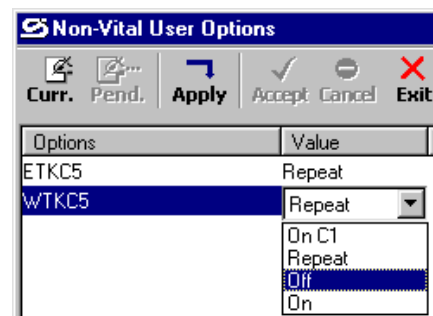 Non-Vital User Options
Curr. Pend. Apply Accept Cancel Exit
Options Value
ETKC5 Repeat
WTKC5 Repeat
On C1
Repeat
Off
On